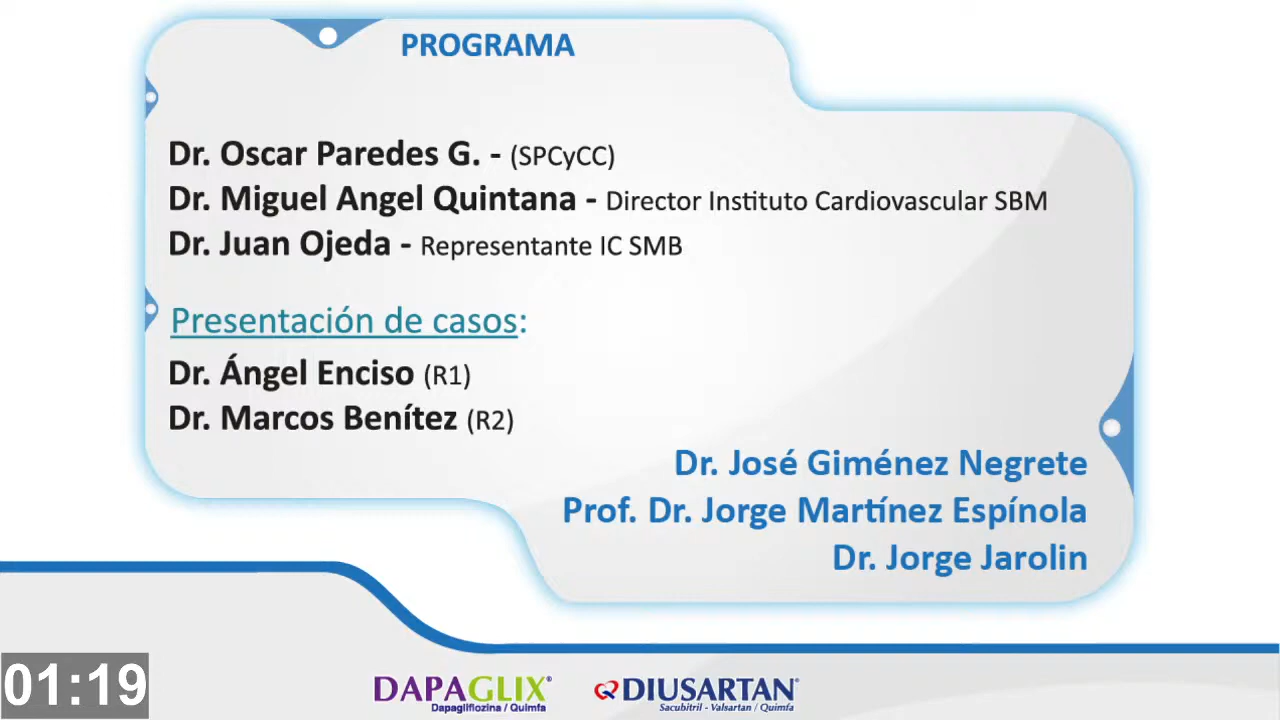 PROGRAMA
Dr. Oscar Paredes G. - (SPCyCC)
Dr. Miguel Angel Quintana - Director Instituto Cardiovascular SBM
Dr. Juan Ojeda - Representante IC SMB
Presentación de casos:
Dr. Ángel Enciso (R1)
Dr. Marcos Benítez (R2)
Dr. José Giménez Negrete
Prof. Dr. Jorge Martínez Espínola
Dr. Jorge Jarolin
01:19
DAPAGLIX®
Dapagliflozina / Quimfa
DIUSARTAN®
Sacubitril - Valsartan / Quimfa